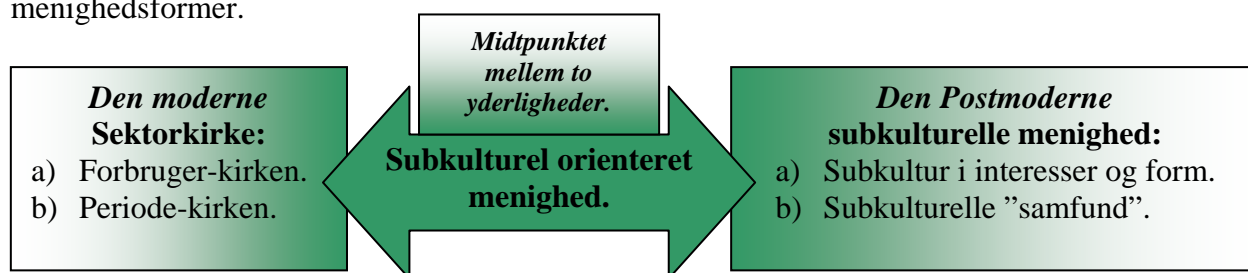 menighedsformer.
Midtpunktet
mellem to
yderligheder.
Den moderne
Sektorkirke:
a) Forbruger-kirken.
b) Periode-kirken.
Subkulturel orienteret
menighed.
Den Postmoderne
subkulturelle menighed:
a) Subkultur i interesser og form.
b) Subkulturelle ”samfund”.